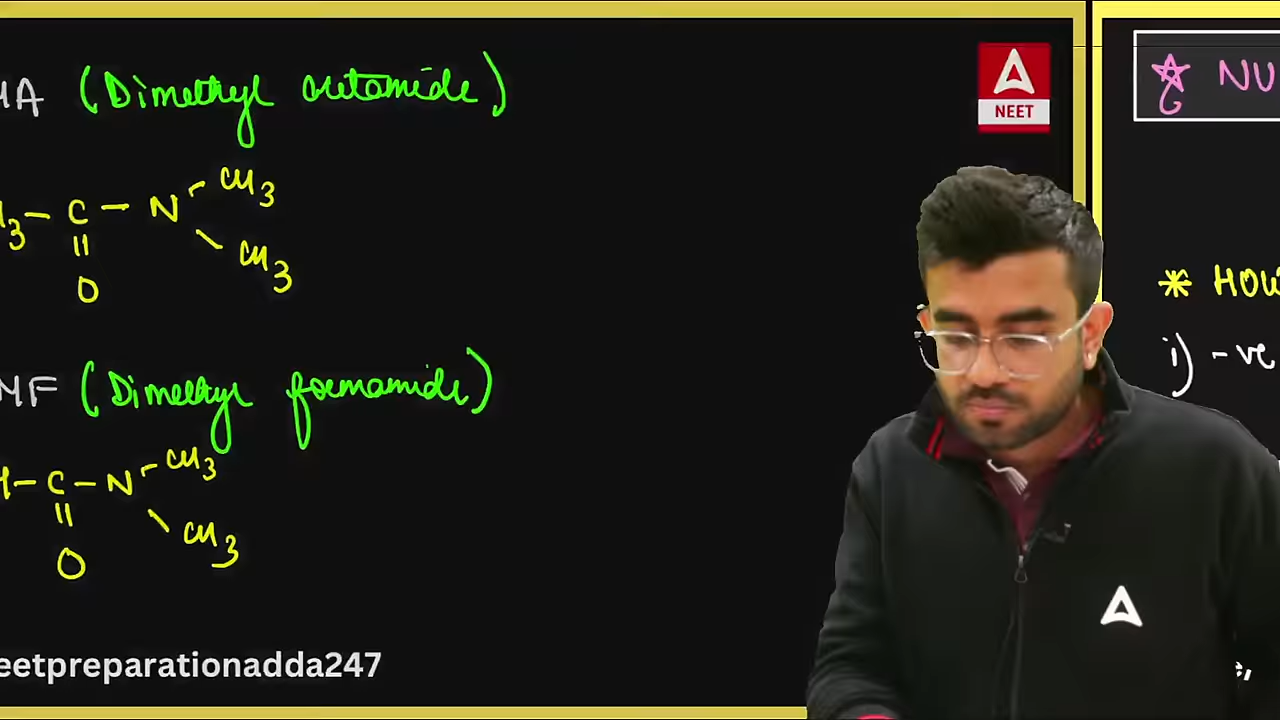 MA (Dimethyl acetamide)
CH3
3 – C – N
CH3
O
MF (Dimethyl formamide)
H – C – N CH3
CH3
O
eetpreparationadda247
NEET
NU
* HOW
i) -ve
e,